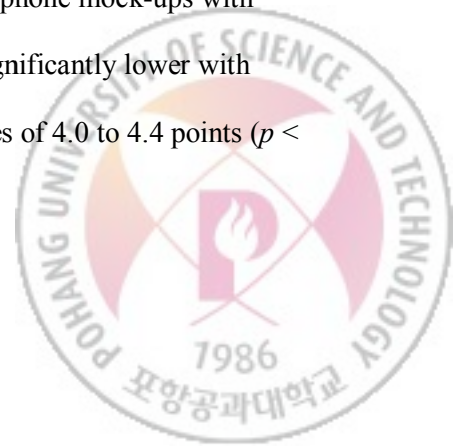 phone mock-ups with
gnificantly lower with
es of 4.0 to 4.4 points (p <
POHANG UNIVERSITY OF SCIENCE AND TECHNOLOGY
1986
포항공과대학교